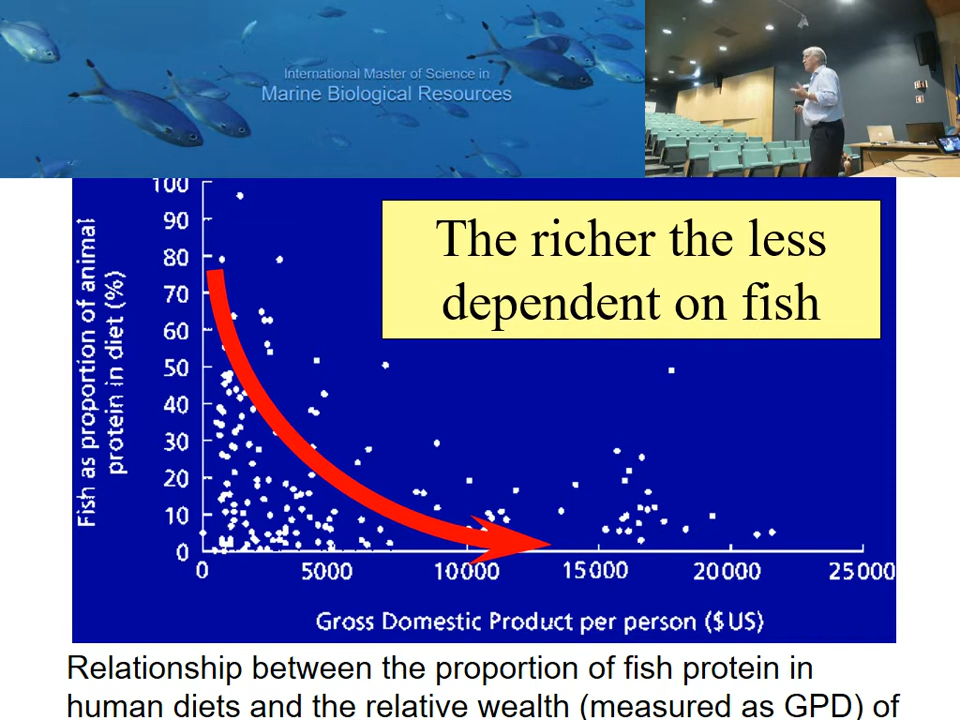 International Master of Science in
Marine Biological Resources
The richer the less
dependent on fish
Fish as proportion of animal
protein in diet (%)
100
90
80
70
60
50
40
30
20
10
0
0 5000 10000 15000 20000 25000
Gross Domestic Product per person ($US)
Relationship between the proportion of fish protein in
human diets and the relative wealth (measured as GPD) of